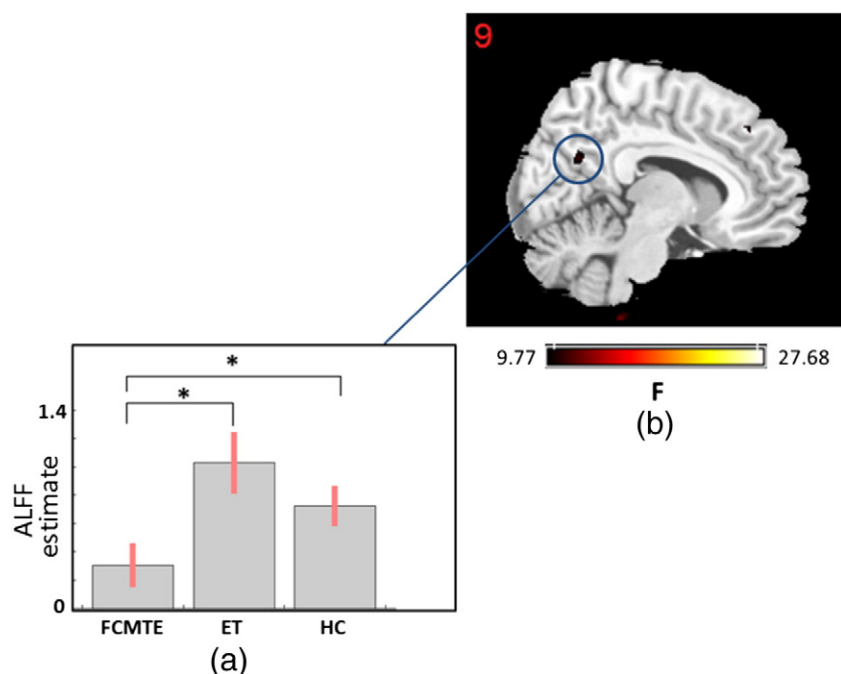 9
9.77
27.68
F
(b)
*
*
1.4
ALFF
estimate
0
FCMTE
ET
HC
(a)